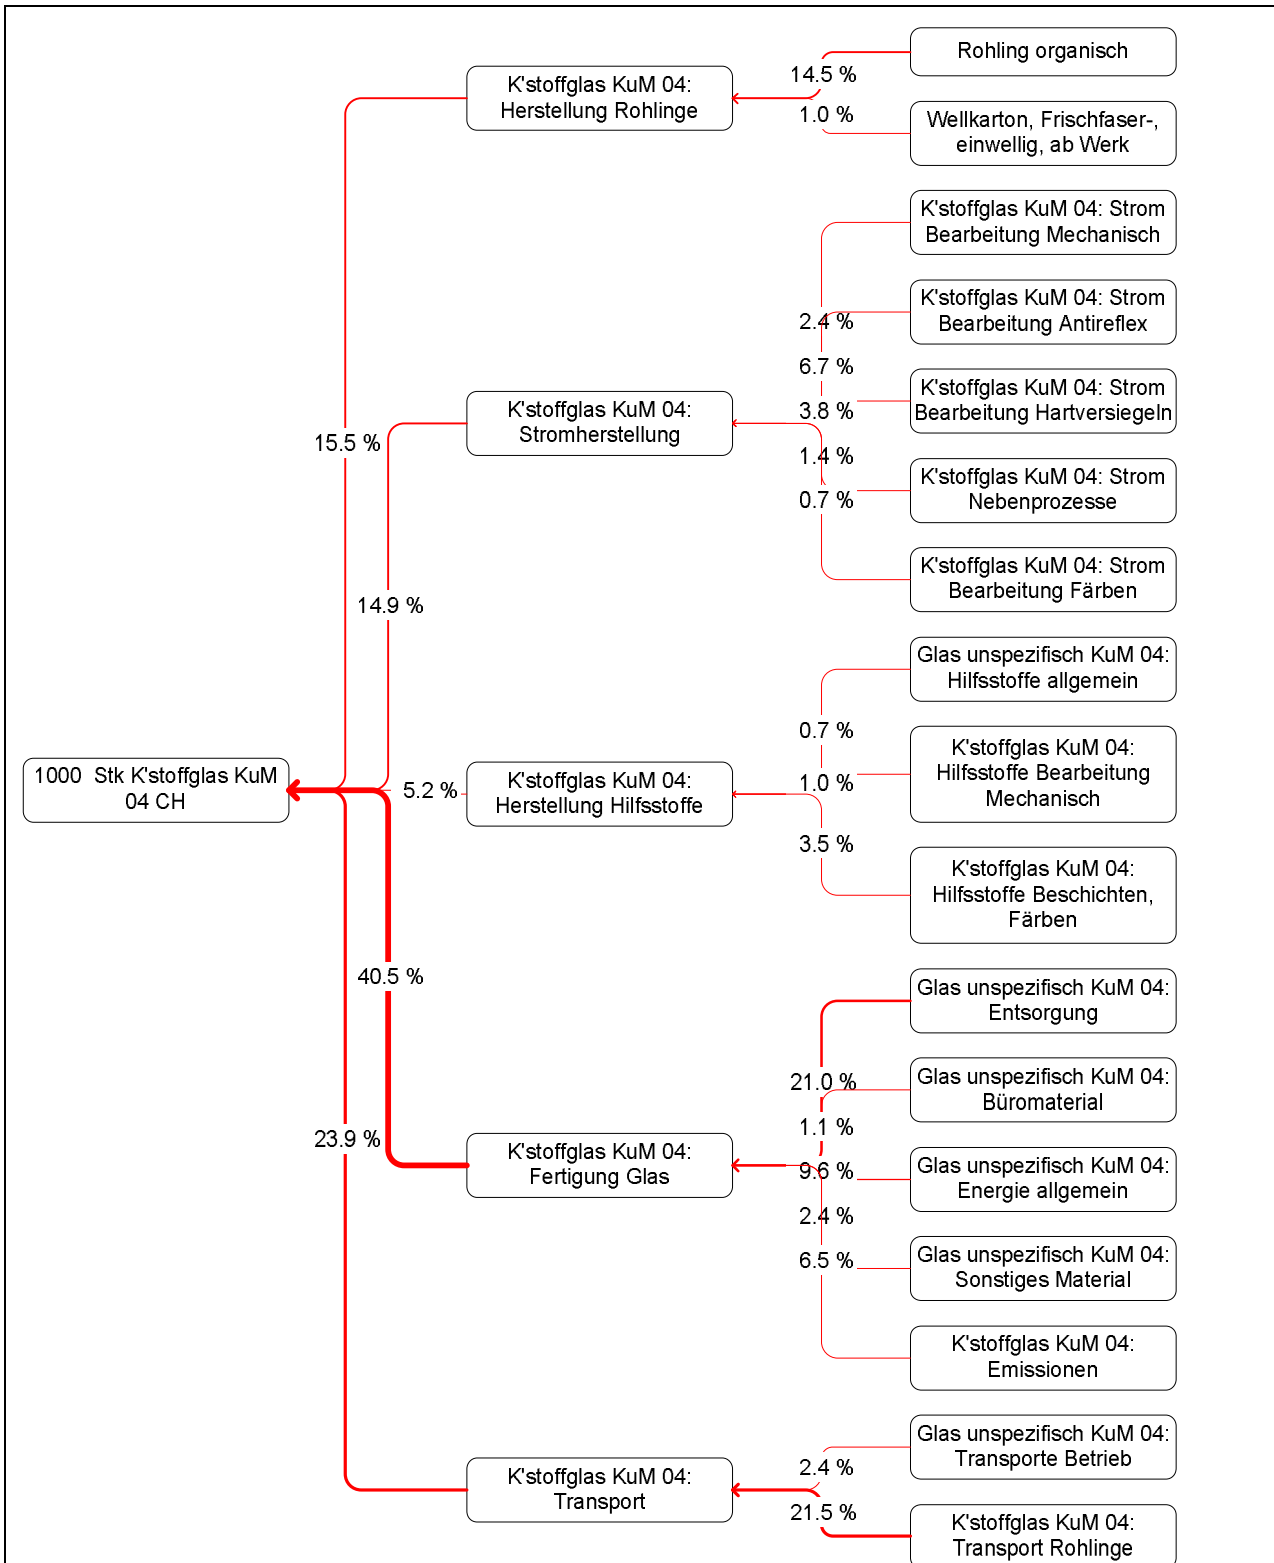 Rohling organisch
14.5 %
K'stoffglas KuM 04:
Herstellung Rohlinge
1.0 %
Wellkarton, Frischfaser-,
einwellig, ab Werk
K'stoffglas KuM 04: Strom
Bearbeitung Mechanisch
K'stoffglas KuM 04: Strom
Bearbeitung Antireflex
2.4 %
6.7 %
K'stoffglas KuM 04: Strom
Bearbeitung Hartversiegeln
3.8 %
K'stoffglas KuM 04:
Stromherstellung
15.5 %
1.4 %
K'stoffglas KuM 04: Strom
Nebenprozesse
0.7 %
K'stoffglas KuM 04: Strom
Bearbeitung Färben
14.9 %
Glas unspezifisch KuM 04:
Hilfsstoffe allgemein
0.7 %
K'stoffglas KuM 04:
Hilfsstoffe Bearbeitung
Mechanisch
1000 Stk K'stoffglas KuM
04 CH
5.2 %
K'stoffglas KuM 04:
Herstellung Hilfsstoffe
1.0 %
3.5 %
K'stoffglas KuM 04:
Hilfsstoffe Beschichten,
Färben
40.5 %
Glas unspezifisch KuM 04:
Entsorgung
21.0 %
Glas unspezifisch KuM 04:
Büromaterial
1.1 %
23.9 %
K'stoffglas KuM 04:
Fertigung Glas
9.6 %
Glas unspezifisch KuM 04:
Energie allgemein
2.4 %
6.5 %
Glas unspezifisch KuM 04:
Sonstiges Material
K'stoffglas KuM 04:
Emissionen
Glas unspezifisch KuM 04:
Transporte Betrieb
2.4 %
K'stoffglas KuM 04:
Transport
21.5 %
K'stoffglas KuM 04:
Transport Rohlinge